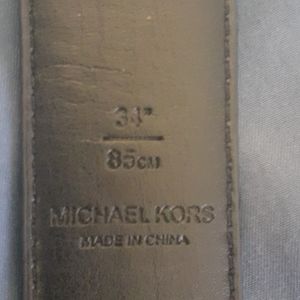 34"
85CM
MICHAEL KORS
MADE IN CHINA